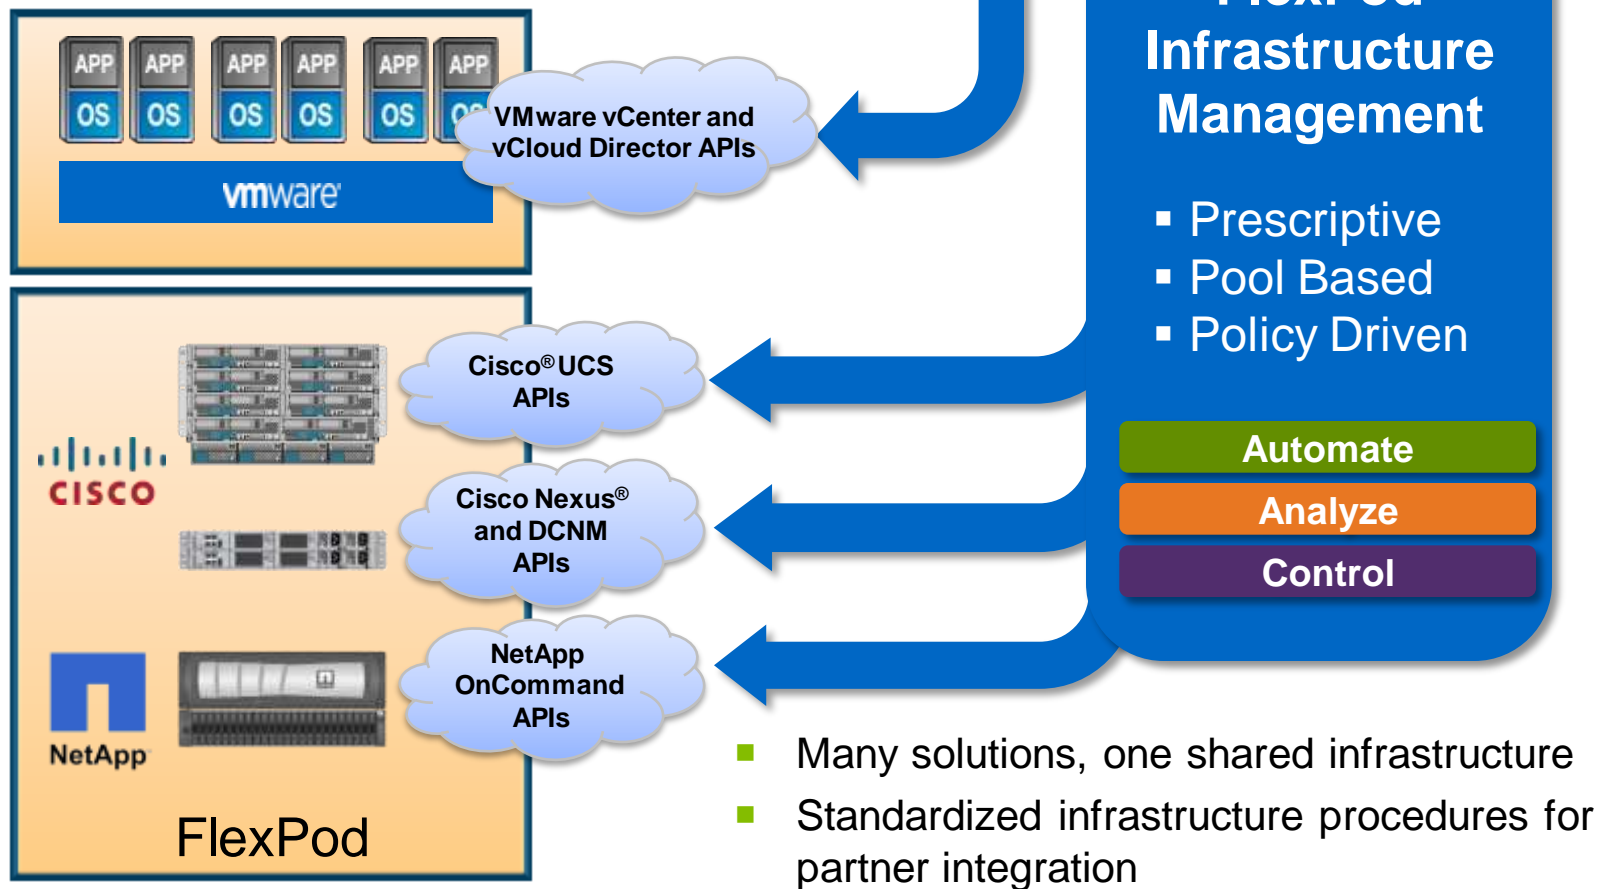 APP APP APP APP APP APP
OS OS OS OS OS
vmware
VMware vCenter and
vCloud Director APIs
FlexPod
Infrastructure
Management
Prescriptive
Pool Based
Policy Driven
Automate
Analyze
Control
Cisco® UCS
APIs
CISCO
Cisco Nexus®
and DCNM
APIs
NetApp
OnCommand
APIs
NetApp
FlexPod
Many solutions, one shared infrastructure
Standardized infrastructure procedures for
partner integration